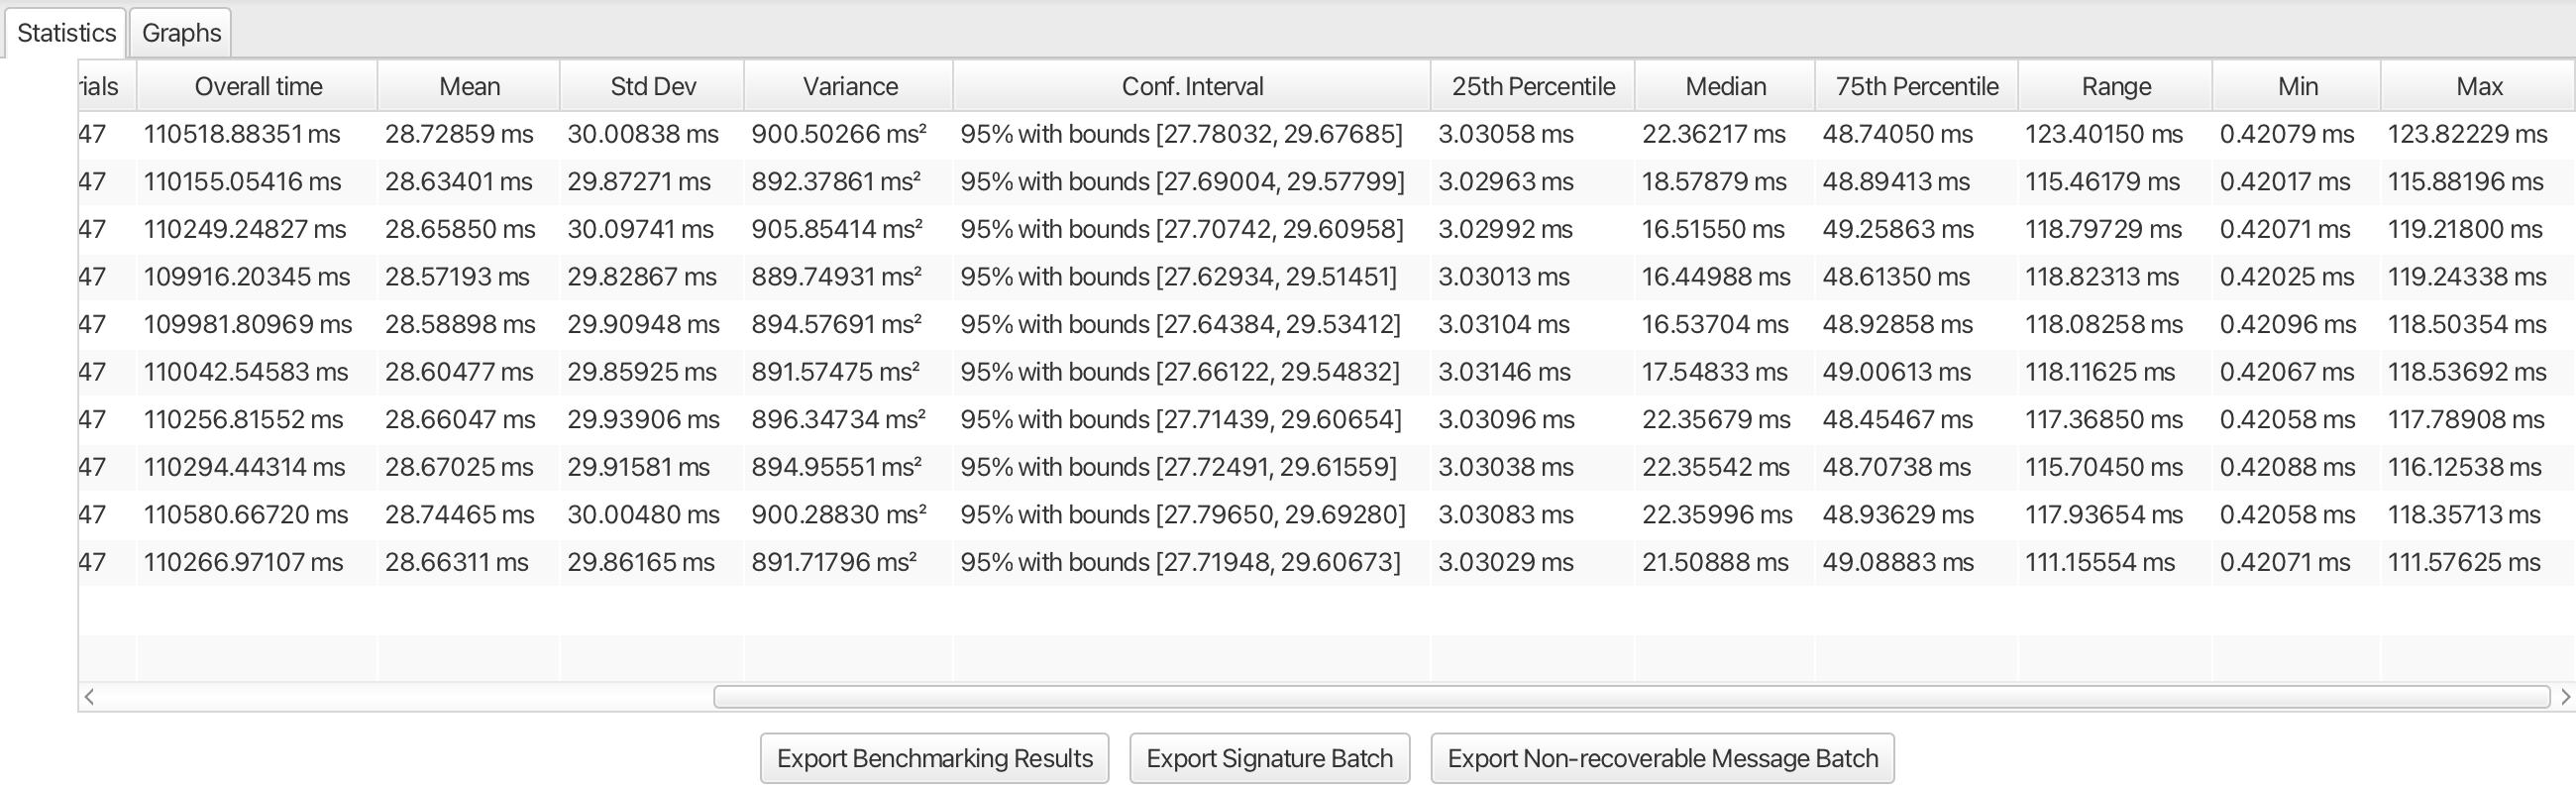 Statistics Graphs
rials Overall time Mean Std Dev Variance Conf. Interval 25th Percentile Median 75th Percentile Range Min Max
47 110518.88351 ms 28.72859 ms 30.00838 ms 900.50266 ms² 95% with bounds [27.78032, 29.67685] 3.03058 ms 22.36217 ms 48.74050 ms 123.40150 ms 0.42079 ms 123.82229 ms
47 110155.05416 ms 28.63401 ms 29.87271 ms 892.37861 ms² 95% with bounds [27.69004, 29.57799] 3.02963 ms 18.57879 ms 48.89413 ms 115.46179 ms 0.42017 ms 115.88196 ms
47 110249.24827 ms 28.65850 ms 30.09741 ms 905.85414 ms² 95% with bounds [27.70742, 29.60958] 3.02992 ms 16.51550 ms 49.25863 ms 118.79729 ms 0.42071 ms 119.21800 ms
47 109916.20345 ms 28.57193 ms 29.82867 ms 889.74931 ms² 95% with bounds [27.62934, 29.51451] 3.03013 ms 16.44988 ms 48.61350 ms 118.82313 ms 0.42025 ms 119.24338 ms
47 109981.80969 ms 28.58898 ms 29.90948 ms 894.57691 ms² 95% with bounds [27.64384, 29.53412] 3.03104 ms 16.53704 ms 48.92858 ms 118.08258 ms 0.42096 ms 118.50354 ms
47 110042.54583 ms 28.60477 ms 29.85925 ms 891.57475 ms² 95% with bounds [27.66122, 29.54832] 3.03146 ms 17.54833 ms 49.00613 ms 118.11625 ms 0.42067 ms 118.53692 ms
47 110256.81552 ms 28.66047 ms 29.93906 ms 896.34734 ms² 95% with bounds [27.71439, 29.60654] 3.03096 ms 22.35679 ms 48.45467 ms 117.36850 ms 0.42058 ms 117.78908 ms
47 110294.44314 ms 28.67025 ms 29.91581 ms 894.95551 ms² 95% with bounds [27.72491, 29.61559] 3.03038 ms 22.35542 ms 48.70738 ms 115.70450 ms 0.42088 ms 116.12538 ms
47 110580.66720 ms 28.74465 ms 30.00480 ms 900.28830 ms² 95% with bounds [27.79650, 29.69280] 3.03083 ms 22.35996 ms 48.93629 ms 117.93654 ms 0.42058 ms 118.35713 ms
47 110266.97107 ms 28.66311 ms 29.86165 ms 891.71796 ms² 95% with bounds [27.71948, 29.60673] 3.03029 ms 21.50888 ms 49.08883 ms 111.15554 ms 0.42071 ms 111.57625 ms
Export Benchmarking Results Export Signature Batch Export Non-recoverable Message Batch